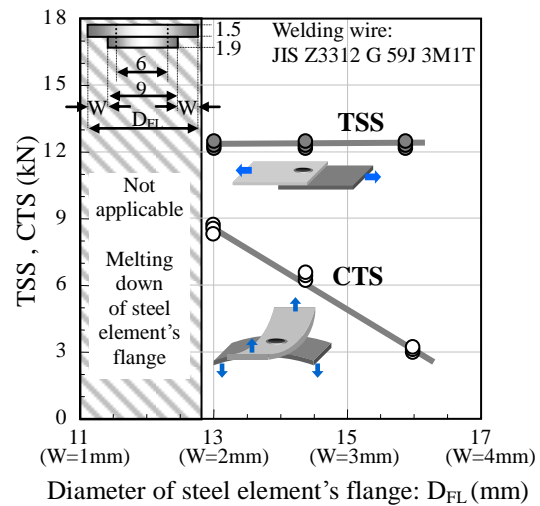 18
15
12
9
6
3
0
TSS , CTS (kN)
1.5
1.9
6
9
W
W
D_FL
Welding wire:
JIS Z3312 G 59J 3M1T
TSS
Not
applicable
Melting
down
of steel
element's
flange
CTS
11
13
15
17
(W=1mm)
(W=2mm)
(W=3mm)
(W=4mm)
Diameter of steel element's flange: D_FL (mm)